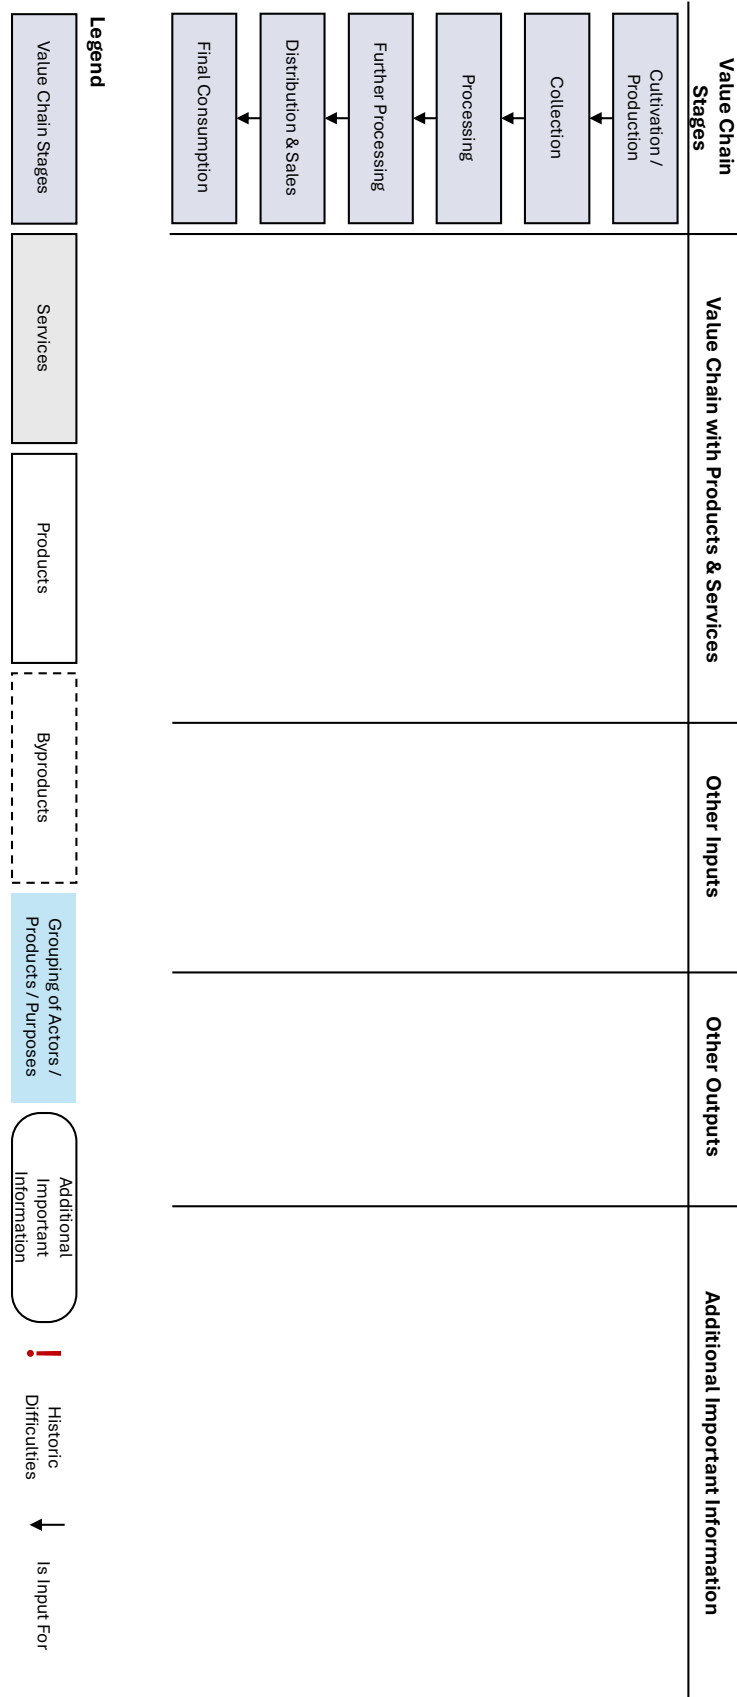 Value Chain
Stages
Value Chain with Products & Services
Other Inputs
Other Outputs
Additional Important Information
Cultivation /
Production
Collection
Processing
Further Processing
Distribution & Sales
Final Consumption
Legend
Value Chain Stages
Services
Products
Byproducts
Grouping of Actors /
Products / Purposes
Additional
Important
Information
!
Historic
Difficulties
Is Input For